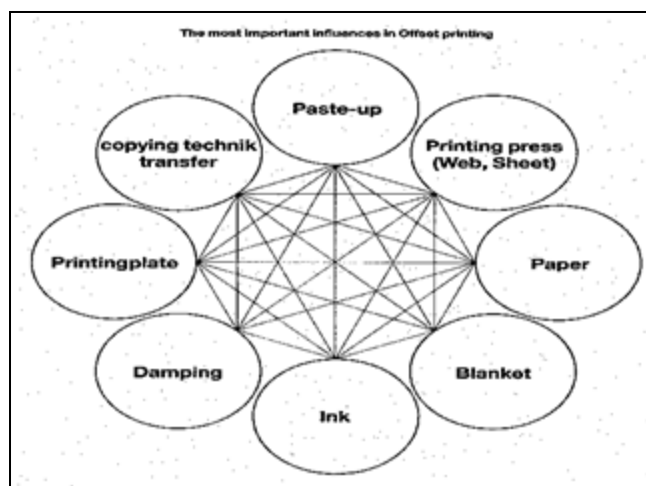 The most important influences in Offset printing
Paste-up
copying technik
transfer
Printing press
(Web, Sheet)
Printingplate
Paper
Damping
Blanket
Ink